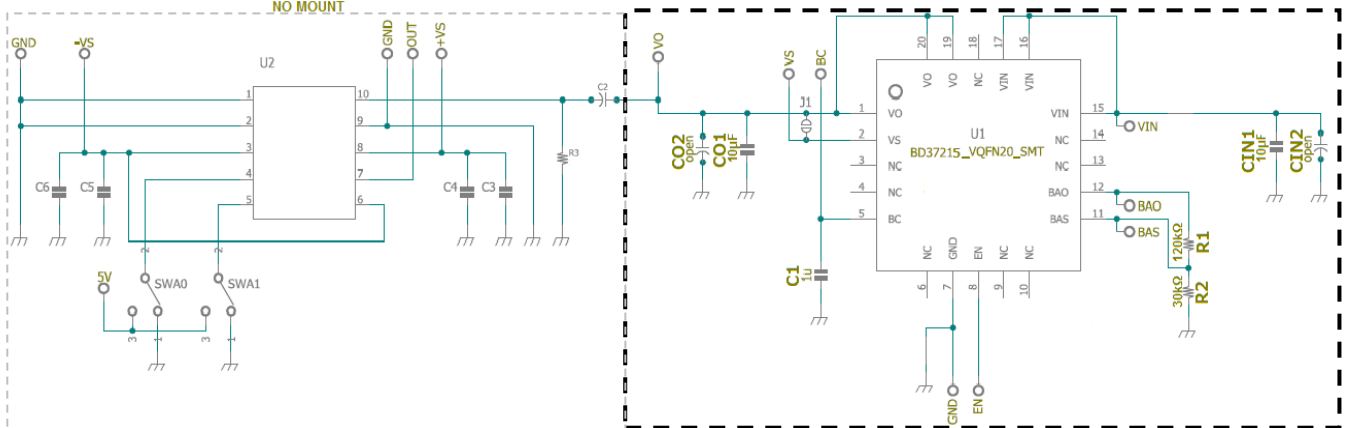 NO MOUNT
GND
-VS
GND
OUT
+VS
U2
1
2
3
4
5
10
9
8
7
6
C6
C5
C4
C3
R3
C2
2
2
5V
SWA0
SWA1
3
1
3
1
VO
VS
BC
J1
CO2
open
CO1
10µF
C1
1u
20
19
18
17
16
VO
VO
NC
VIN
VIN
1
2
3
4
5
VO
VS
NC
NC
BC
U1
BD37215_VQFN20_SMT
VIN
NC
NC
BAO
BAS
15
14
13
12
11
NC
GND
EN
NC
NC
6
7
8
9
10
VIN
BAO
BAS
GND
EN
R1
120kΩ
R2
30kΩ
CIN1
10µF
CIN2
open